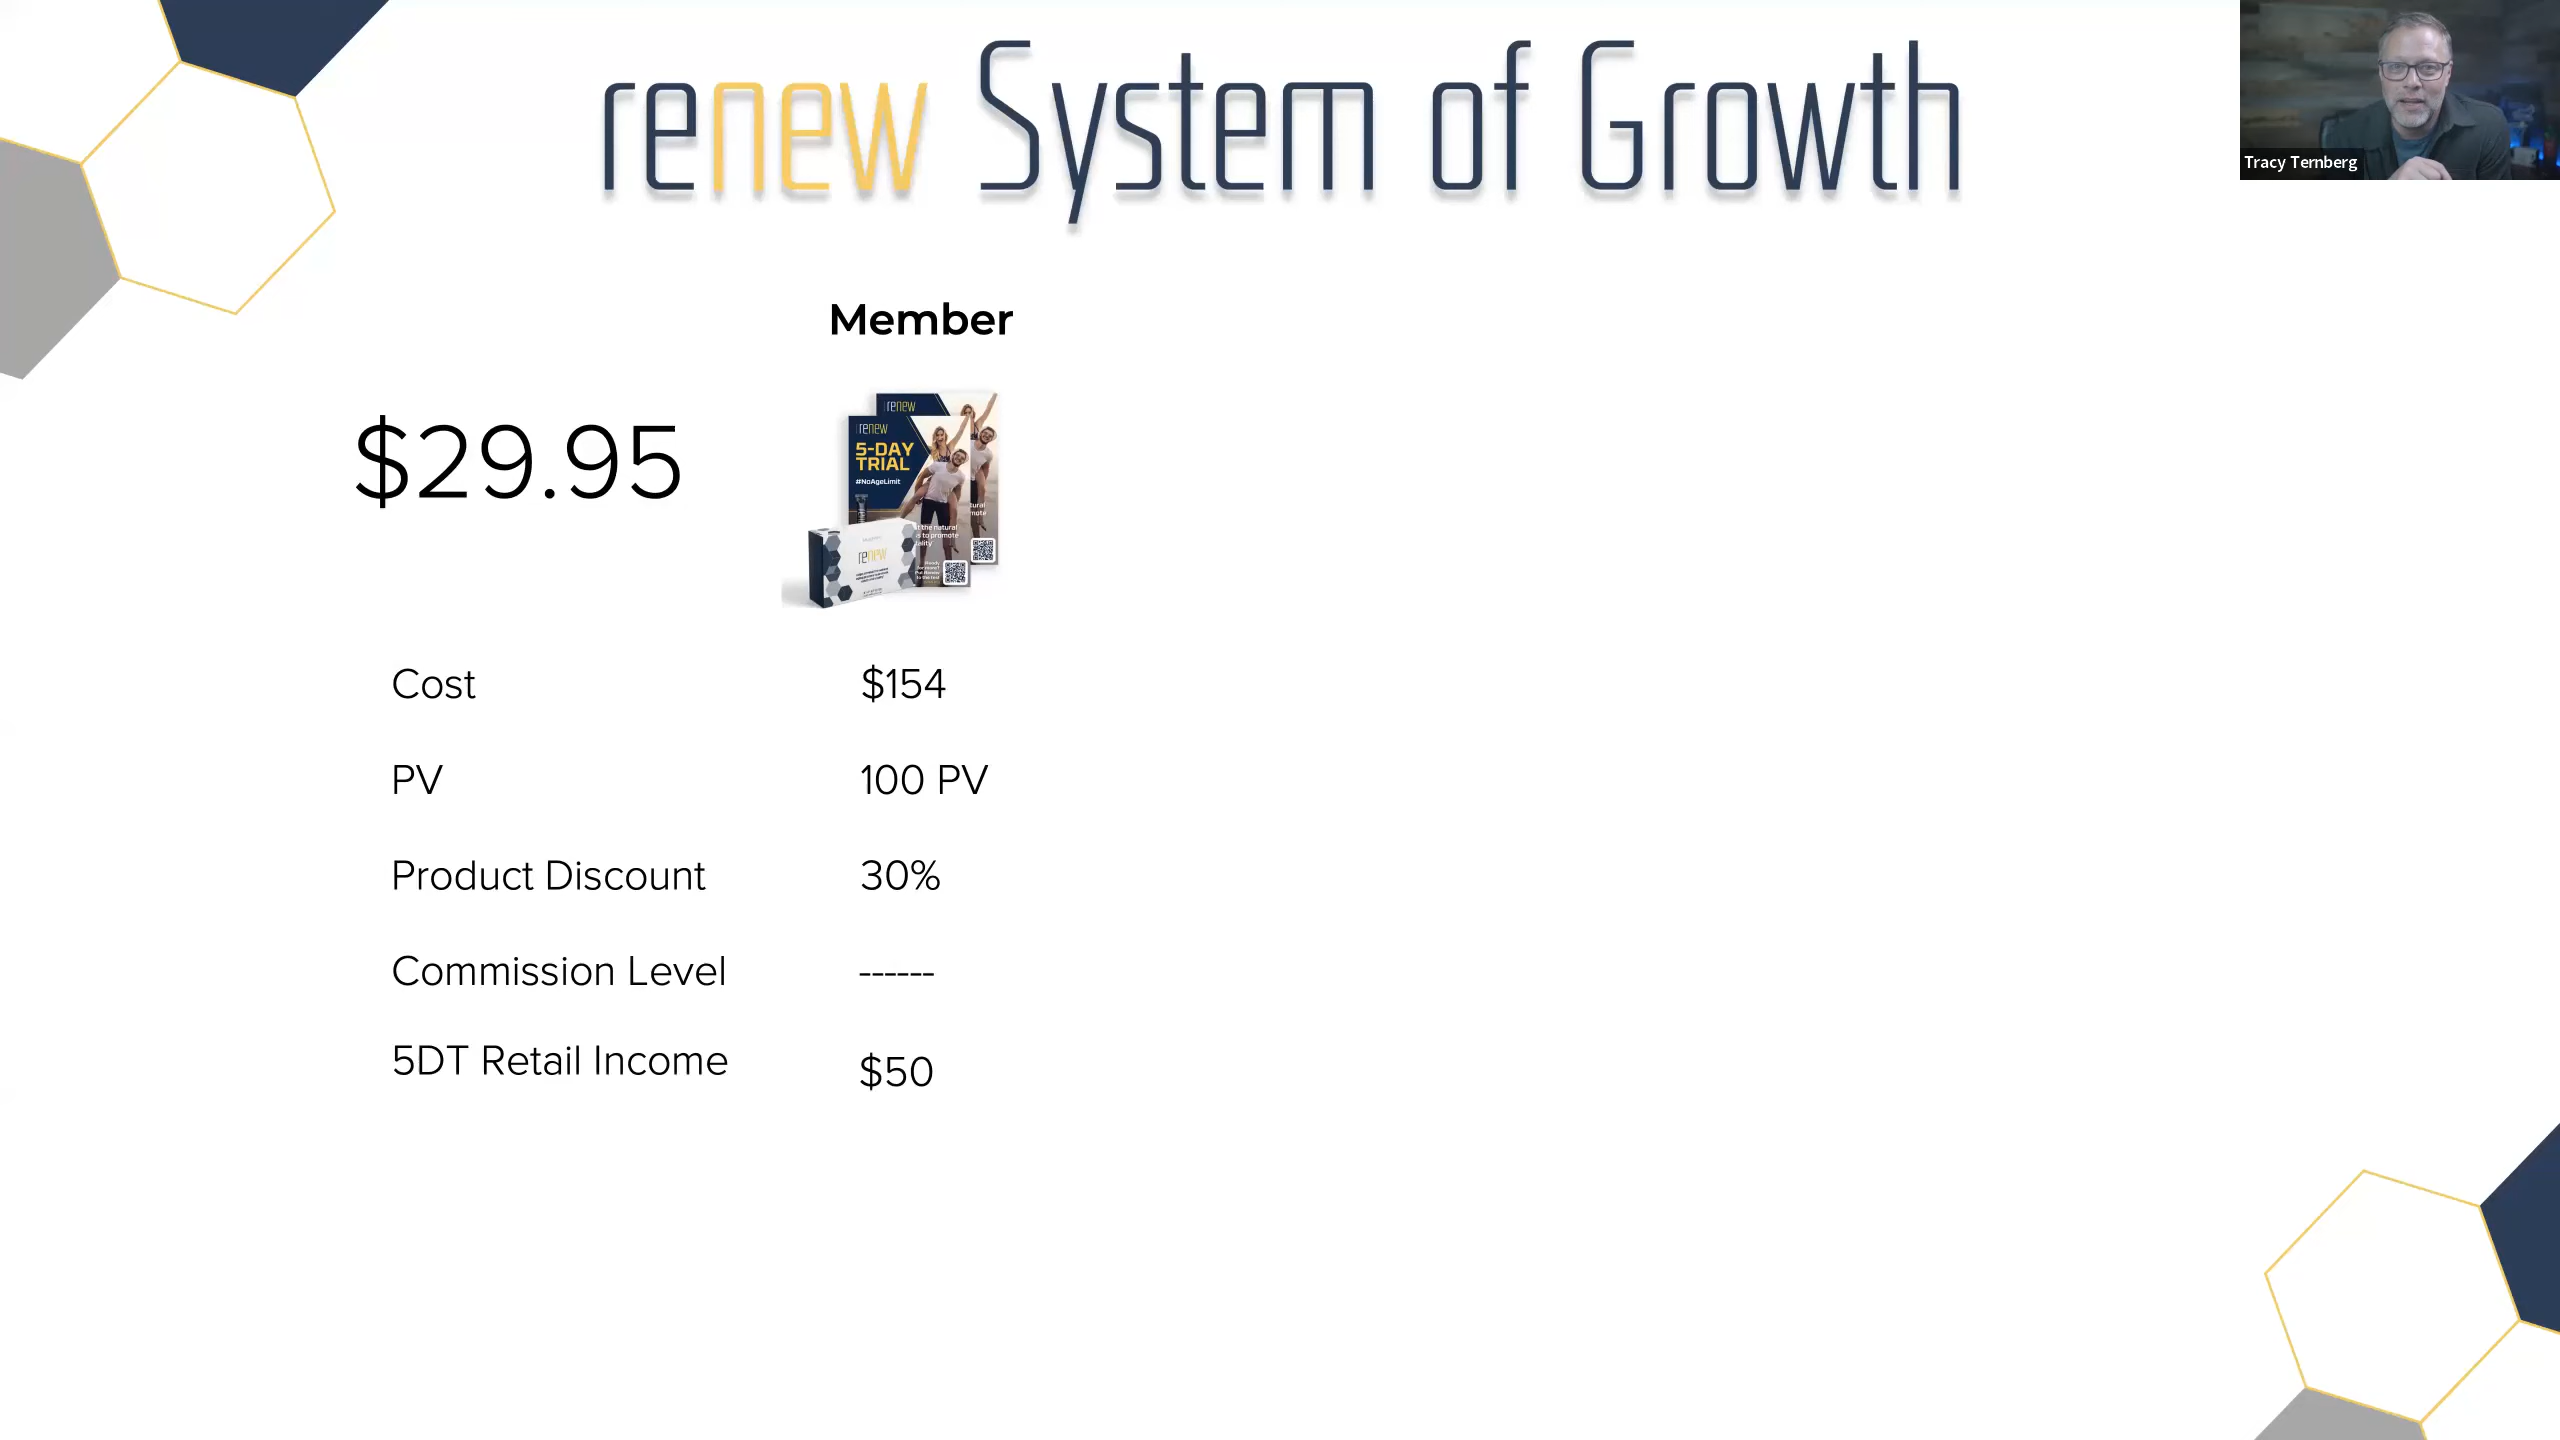 renew System of Growth
Tracy Ternberg
Member
$29.95
renew
renew
5-DAY
TRIAL
#NoAgeLimit
renew
Cost $154
PV 100 PV
Product Discount 30%
Commission Level ------
5DT Retail Income $50